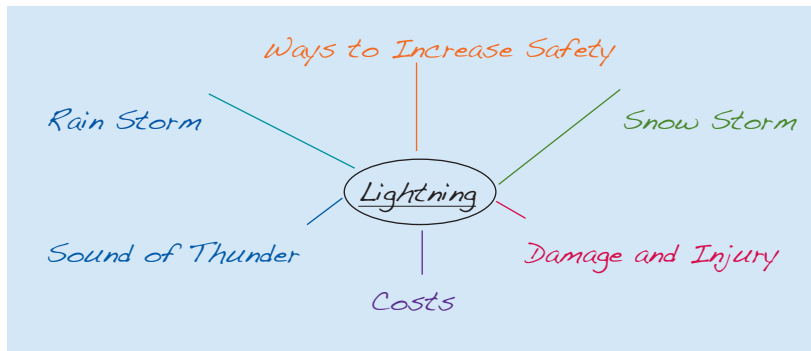 Ways to Increase Safety
Rain Storm
Snow Storm
Lightning
Sound of Thunder
Damage and Injury
Costs